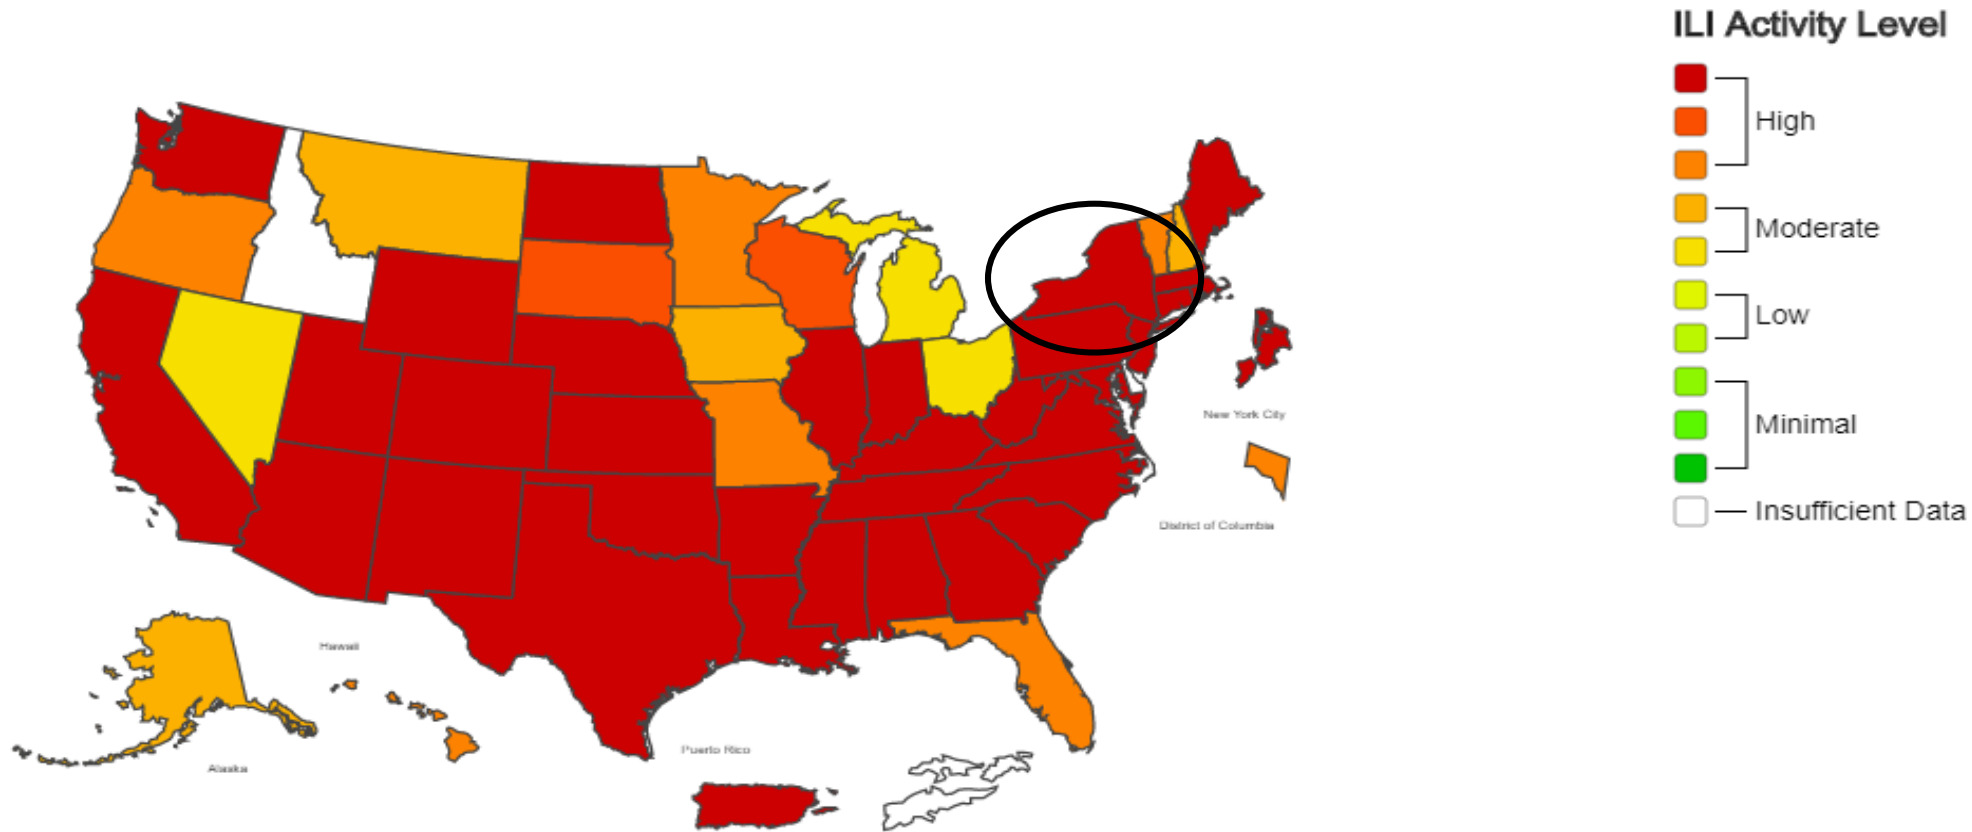 ILI Activity Level
High
Moderate
Low
Minimal
Insufficient Data
New York City
District of Columbia
Hawaii
Alaska
Puerto Rico